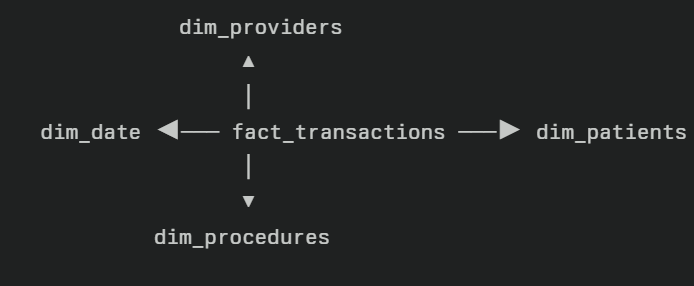 dim_providers
▲
|
dim_date ◀── fact_transactions ──▶ dim_patients
|
▼
dim_procedures